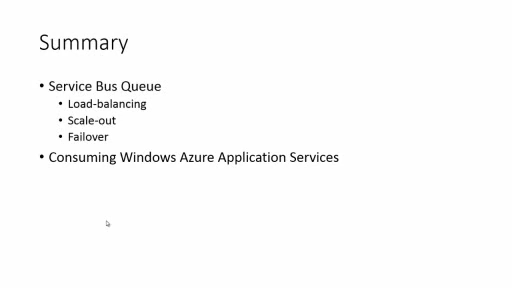 Summary
• Service Bus Queue
• Load-balancing
• Scale-out
• Failover
• Consuming Windows Azure Application Services